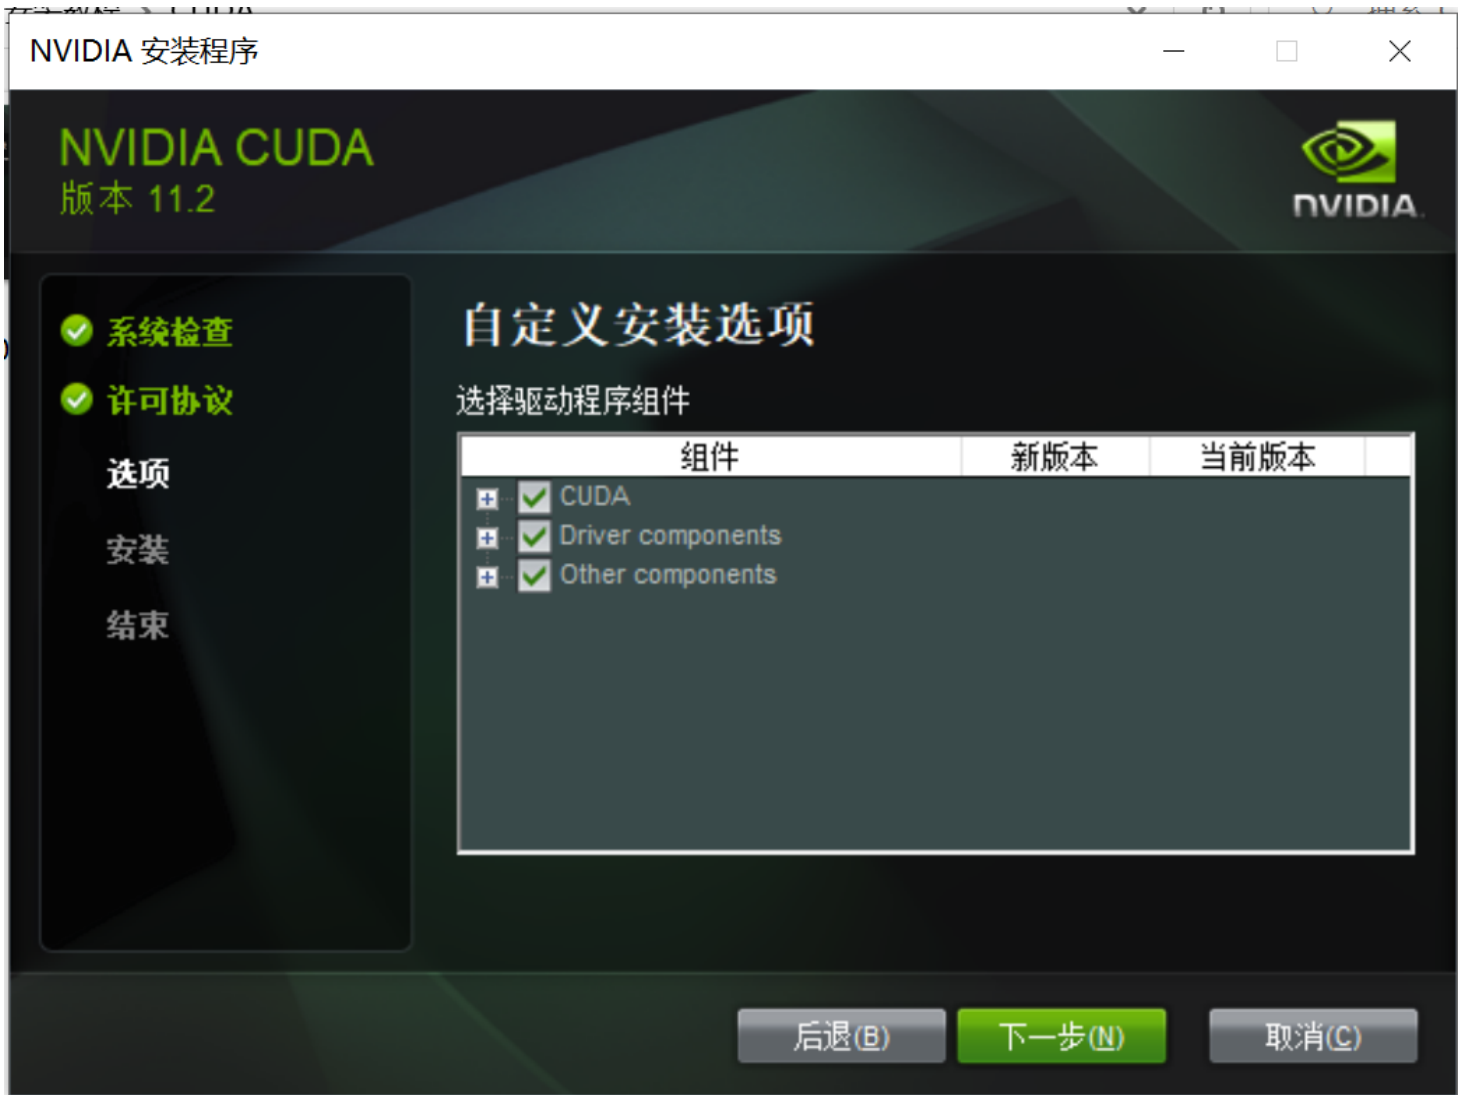 NVIDIA 安装程序
NVIDIA CUDA
版本 11.2
NVIDIA
系统检查
许可协议
选项
安装
结束
自定义安装选项
选择驱动程序组件
组件 新版本 当前版本
CUDA
Driver components
Other components
后退(B) 下一步(N) 取消(C)